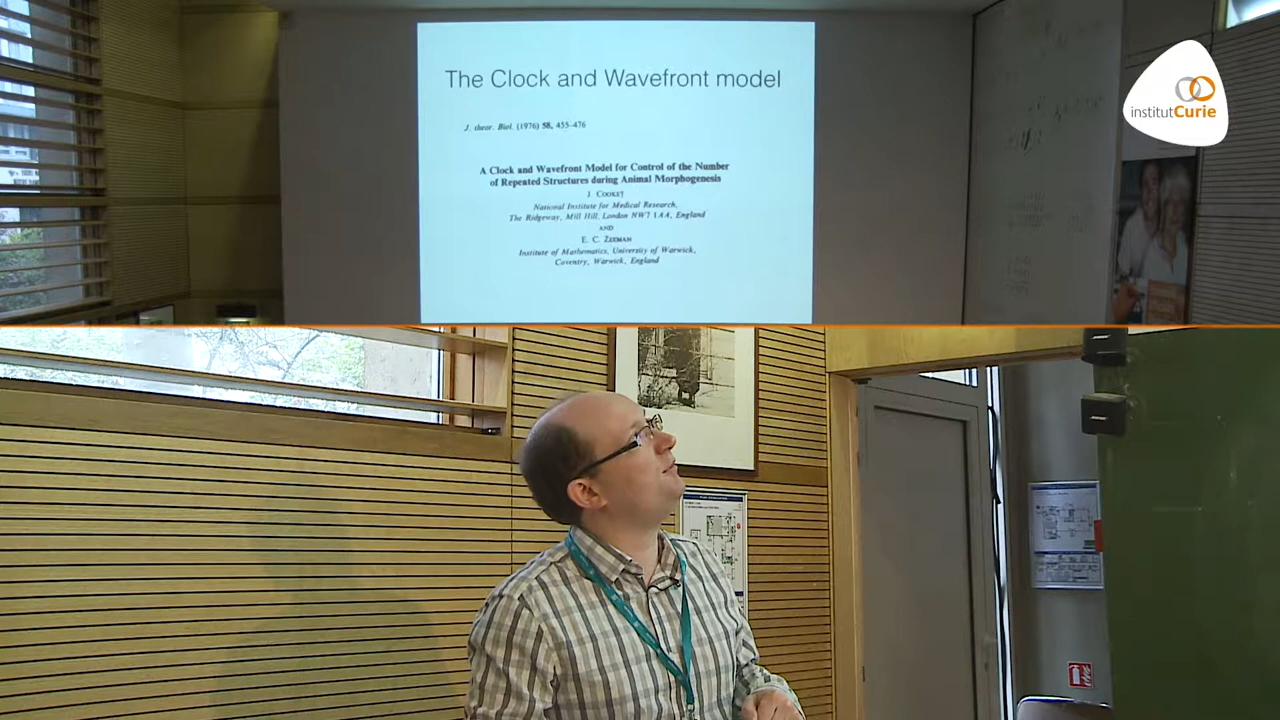 The Clock and Wavefront model
J. theor. Biol. (1976) 58, 455-476
A Clock and Wavefront Model for Control of the Number
of Repeated Structures during Animal Morphogenesis
J. COOKE†
National Institute for Medical Research,
The Ridgeway, Mill Hill, London NW7 1AA, England
AND
E. C. ZEEMAN
Institute of Mathematics, University of Warwick,
Coventry, Warwick, England
institutCurie